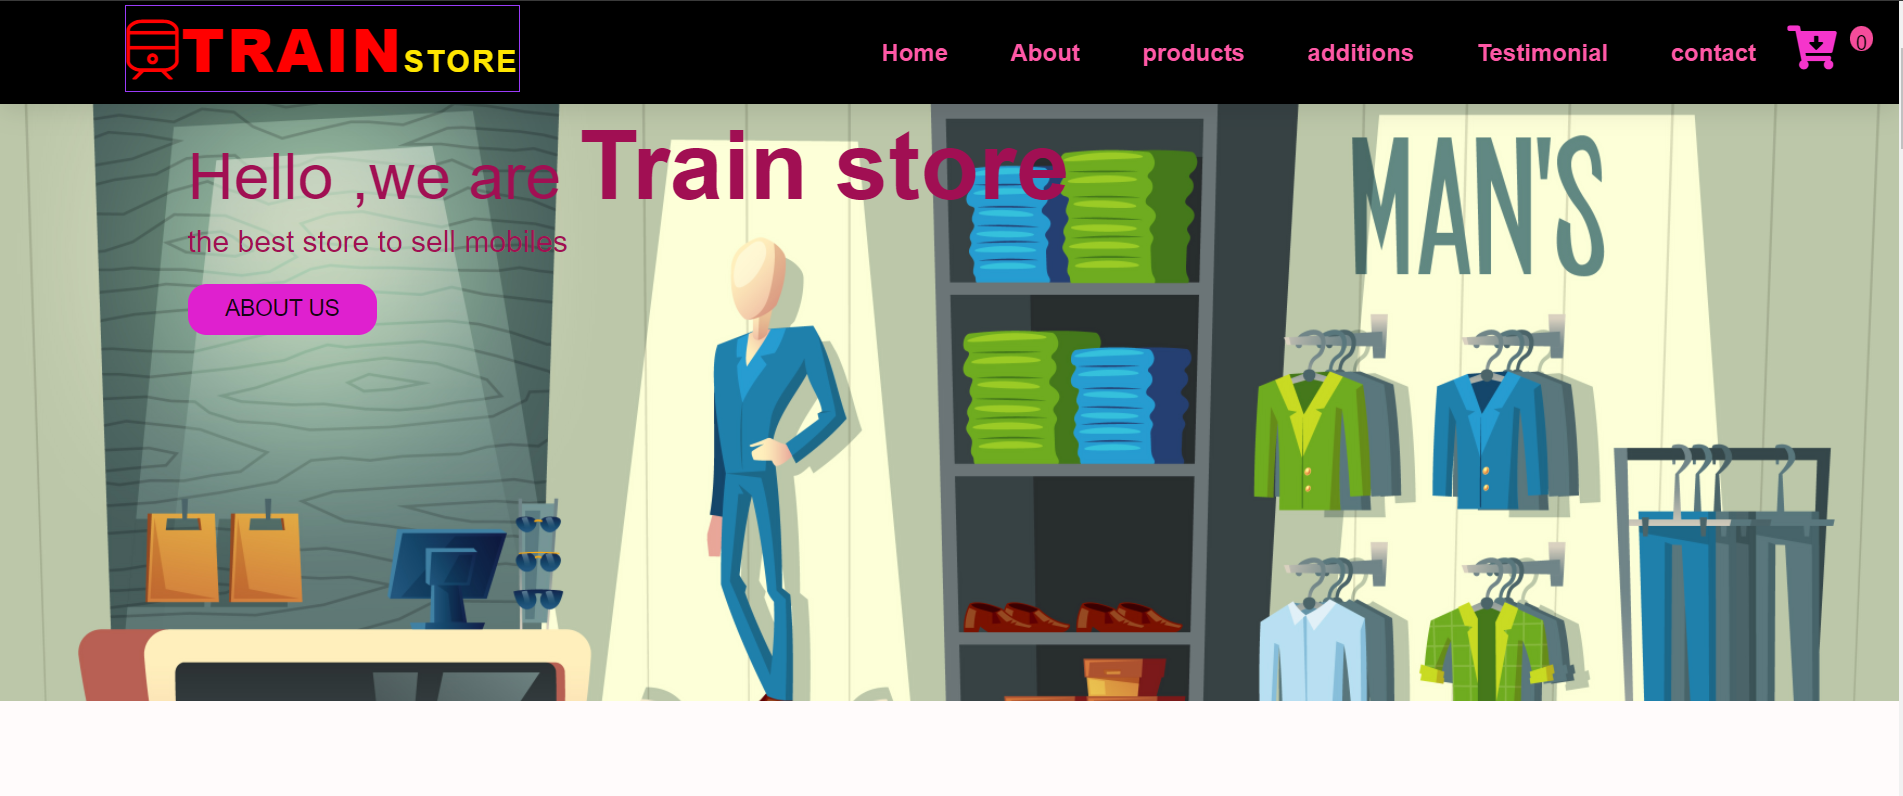 TRAIN STORE
Home About products additions Testimonial contact 0
Hello ,we are Train store
MAN'S
the best store to sell mobiles
ABOUT US